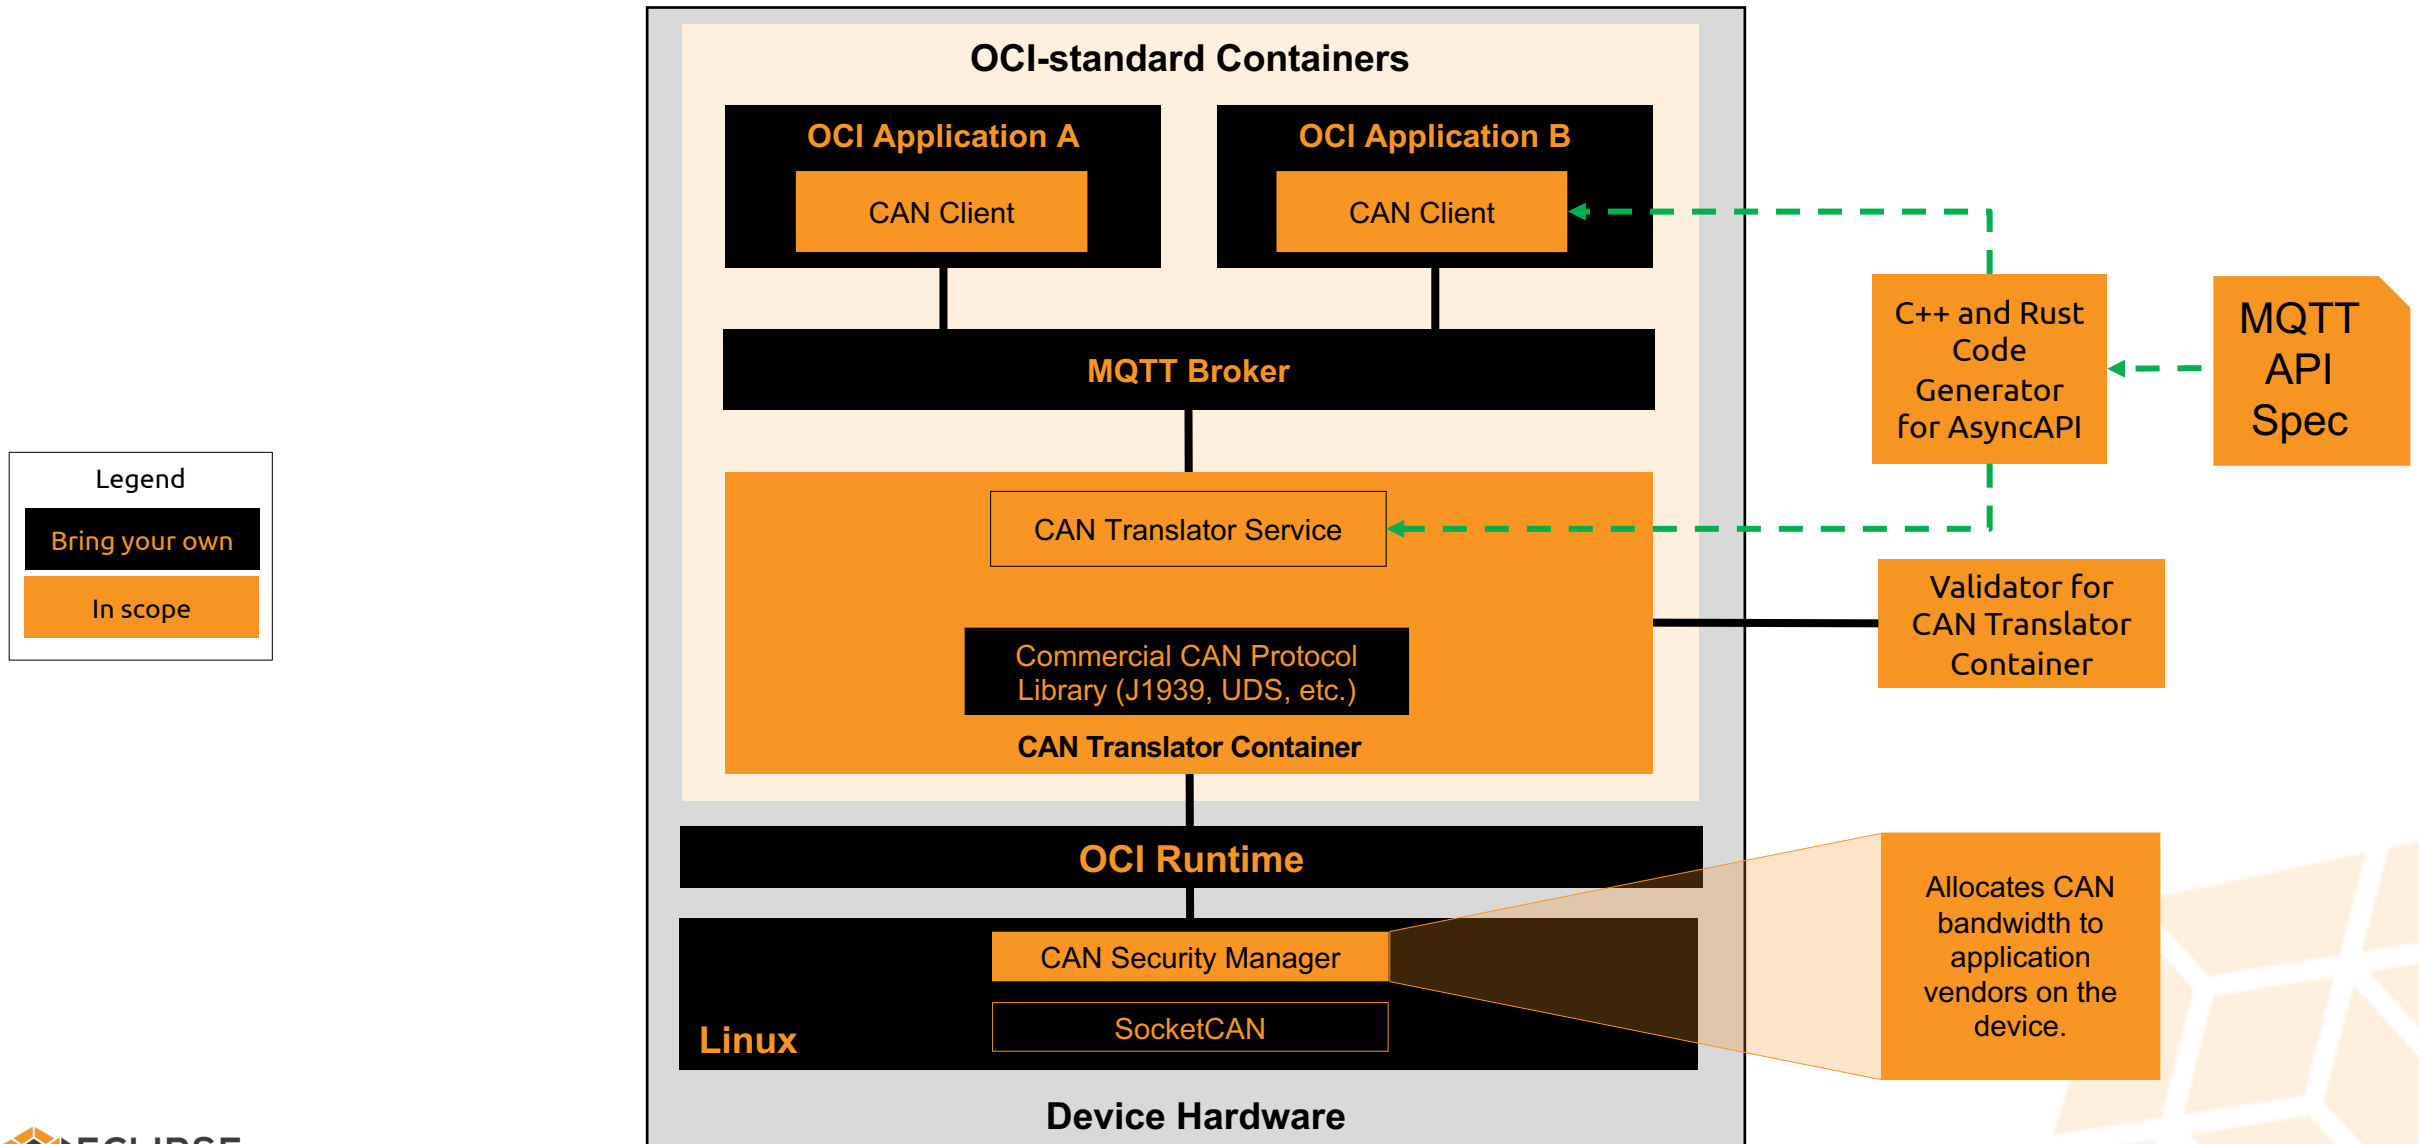 OCI-standard Containers
OCI Application A
OCI Application B
CAN Client
CAN Client
C++ and Rust
Code
Generator
for AsyncAPI
MQTT
API
Spec
MQTT Broker
Legend
Bring your own
In scope
CAN Translator Service
Validator for
CAN Translator
Container
Commercial CAN Protocol
Library (J1939, UDS, etc.)
CAN Translator Container
OCI Runtime
Allocates CAN
bandwidth to
application
vendors on the
device.
CAN Security Manager
SocketCAN
Linux
Device Hardware
ECLIPSE